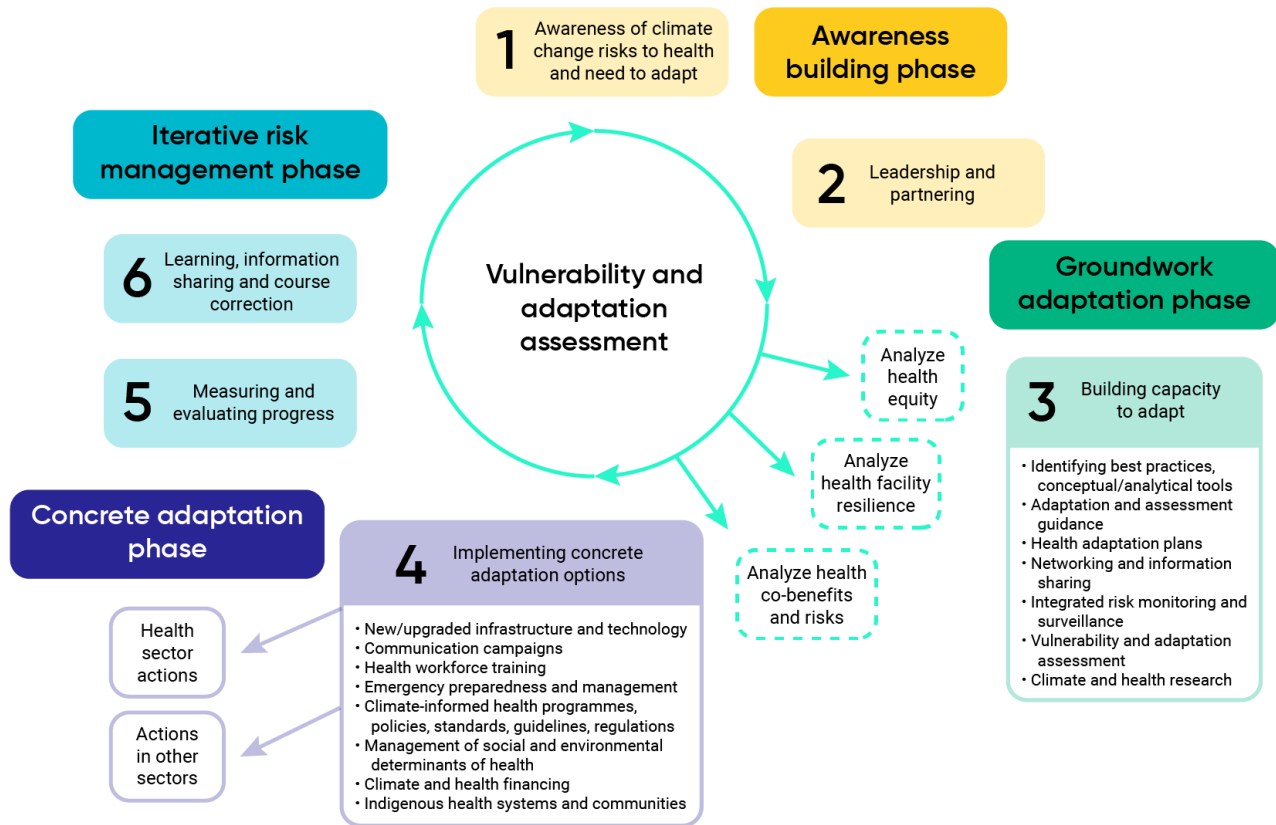 1
Awareness of climate
change risks to health
and need to adapt
Awareness
building phase
2
Leadership and
partnering
Groundwork
adaptation phase
3
Building capacity
to adapt
• Identifying best practices,
conceptual/analytical tools
• Adaptation and assessment
guidance
• Health adaptation plans
• Networking and information
sharing
• Integrated risk monitoring and
surveillance
• Vulnerability and adaptation
assessment
• Climate and health research
Vulnerability and
adaptation
assessment
Analyze
health
equity
Analyze
health facility
resilience
Analyze health
co-benefits
and risks
Concrete adaptation
phase
4
Implementing concrete
adaptation options
• New/upgraded infrastructure and technology
• Communication campaigns
• Health workforce training
• Emergency preparedness and management
• Climate-informed health programmes,
policies, standards, guidelines, regulations
• Management of social and environmental
determinants of health
• Climate and health financing
• Indigenous health systems and communities
Health
sector
actions
Actions
in other
sectors
Iterative risk
management phase
5
Measuring and
evaluating progress
6
Learning, information
sharing and course
correction